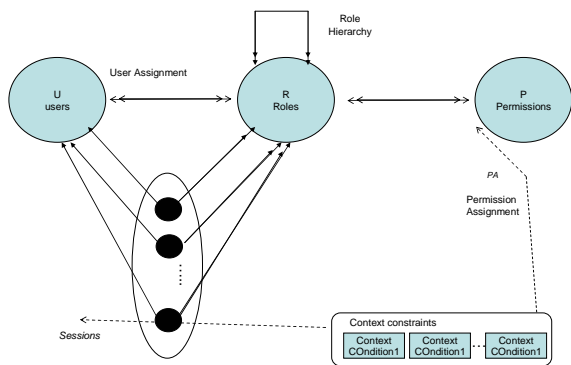 Role
Hierarchy
User Assignment
U
users
R
Roles
P
Permissions
PA
Permission
Assignment
Sessions
Context constraints
Context
COndition1
Context
COndition1
Context
COndition1